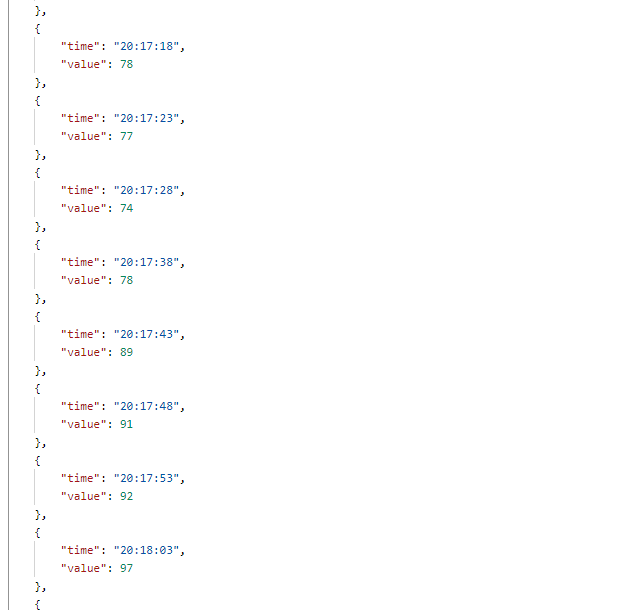 },
{
"time": "20:17:18",
"value": 78
},
{
"time": "20:17:23",
"value": 77
},
{
"time": "20:17:28",
"value": 74
},
{
"time": "20:17:38",
"value": 78
},
{
"time": "20:17:43",
"value": 89
},
{
"time": "20:17:48",
"value": 91
},
{
"time": "20:17:53",
"value": 92
},
{
"time": "20:18:03",
"value": 97
},
{